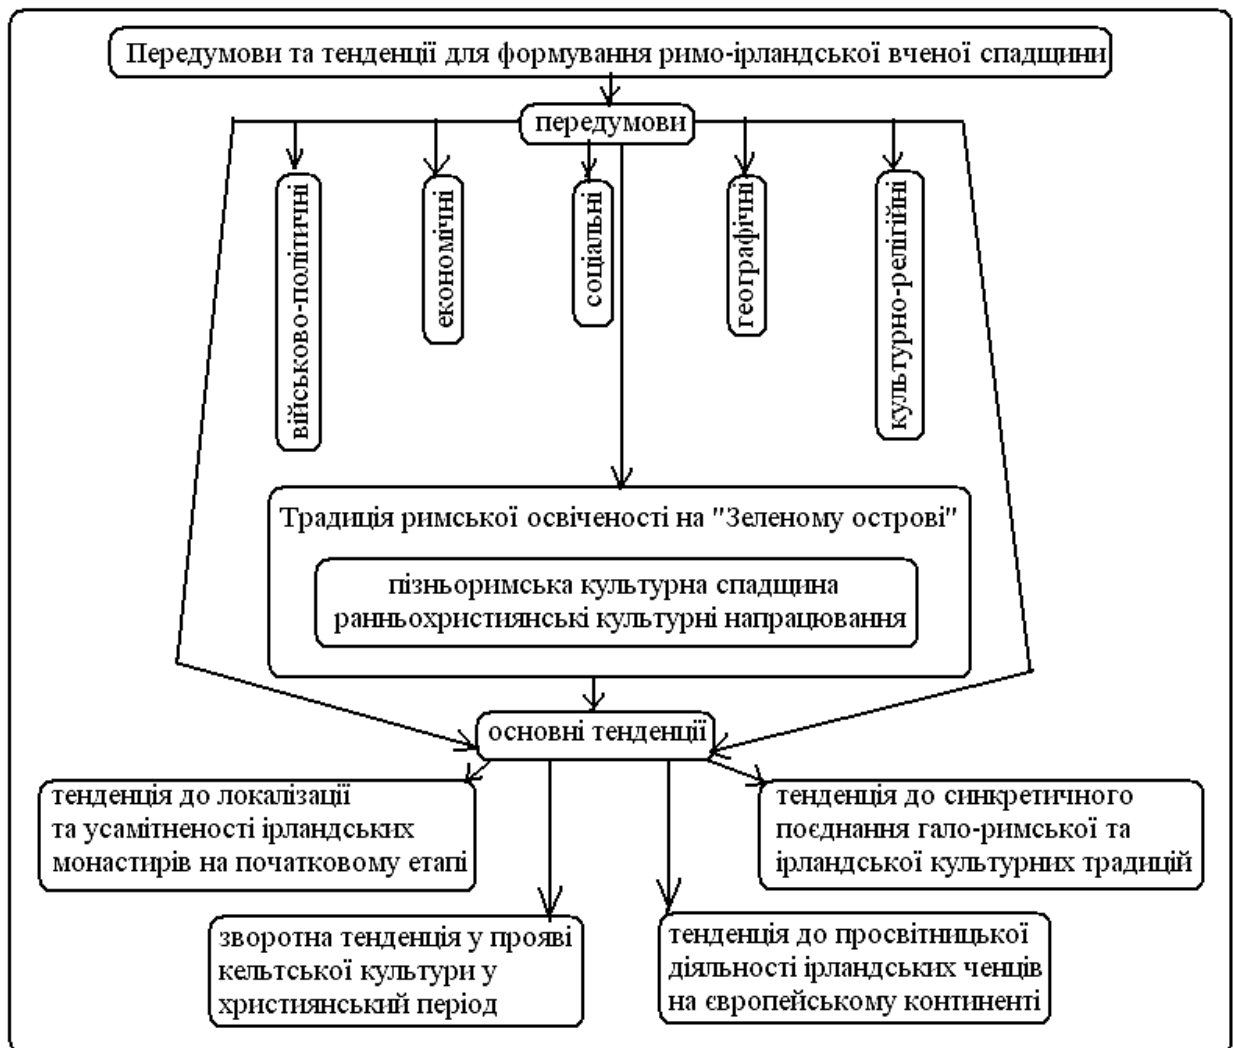 Передумови та тенденції для формування римо-ірландської вченої спадщини
передумови
військово-політичні
економічні
соціальні
географічні
культурно-релігійні
Традиція римської освіченості на "Зеленому острові"
пізньоримська культурна спадщина
ранньохристиянські культурні напрацювання
основні тенденції
тенденція до локалізації
та усамітненості ірландських
монастирів на початковому етапі
тенденція до синкретичного
поєднання гало-римської та
ірландської культурних традицій
зворотна тенденція у прояві
кельтської культури у
християнський період
тенденція до просвітницької
діяльності ірландських ченців
на європейському континенті